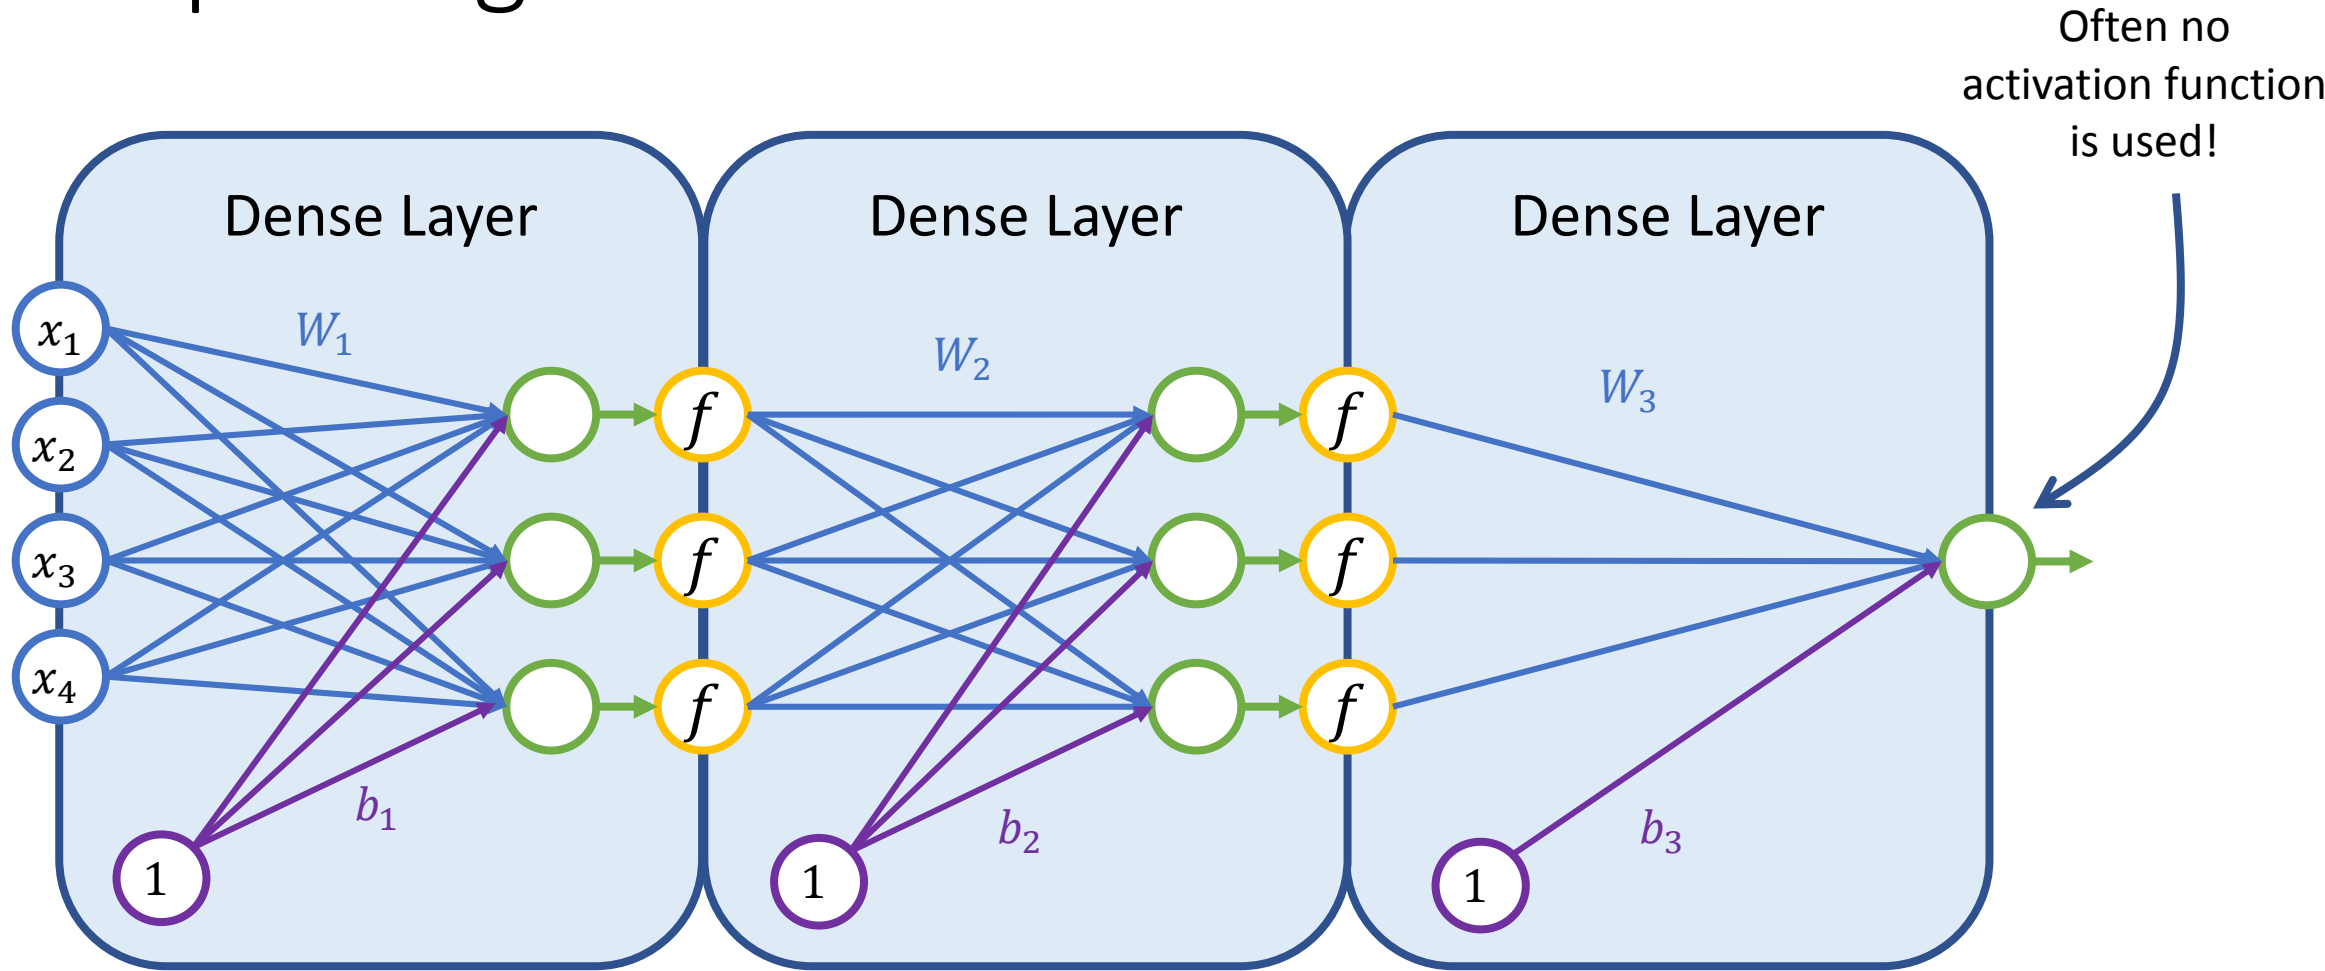 Often no
activation function
is used!
Dense Layer
Dense Layer
Dense Layer
x₁
x₂
x₃
x₄
W₁
W₂
W₃
f
f
f
f
f
f
b₁
b₂
b₃
1
1
1